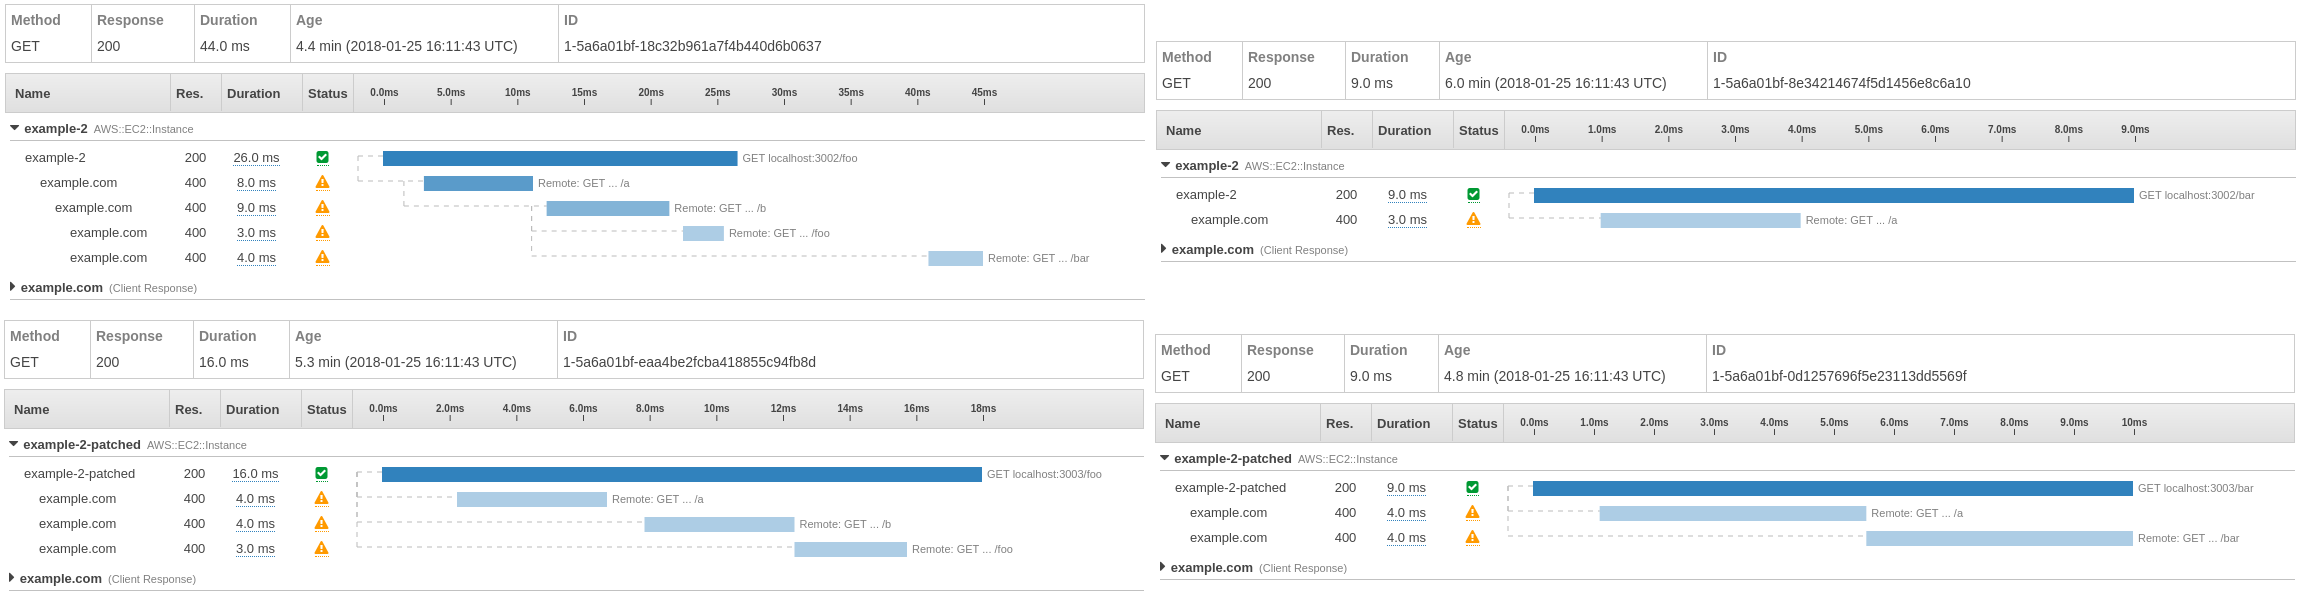 Method Response Duration Age ID
GET 200 44.0 ms 4.4 min (2018-01-25 16:11:43 UTC) 1-5a6a01bf-18c32b961a7f4b440d6b0637
Name Res. Duration Status 0.0ms 5.0ms 10ms 15ms 20ms 25ms 30ms 35ms 40ms 45ms
example-2 AWS::EC2::Instance
example-2 200 26.0 ms GET localhost:3002/foo
example.com 400 8.0 ms Remote: GET ... /a
example.com 400 9.0 ms Remote: GET ... /b
example.com 400 3.0 ms Remote: GET ... /foo
example.com 400 4.0 ms Remote: GET ... /bar
example.com (Client Response)
Method Response Duration Age ID
GET 200 9.0 ms 6.0 min (2018-01-25 16:11:43 UTC) 1-5a6a01bf-8e34214674f5d1456e8c6a10
Name Res. Duration Status 0.0ms 1.0ms 2.0ms 3.0ms 4.0ms 5.0ms 6.0ms 7.0ms 8.0ms 9.0ms
example-2 AWS::EC2::Instance
example-2 200 9.0 ms GET localhost:3002/bar
example.com 400 3.0 ms Remote: GET ... /a
example.com (Client Response)
Method Response Duration Age ID
GET 200 16.0 ms 5.3 min (2018-01-25 16:11:43 UTC) 1-5a6a01bf-eaa4be2fcba418855c94fb8d
Name Res. Duration Status 0.0ms 2.0ms 4.0ms 6.0ms 8.0ms 10ms 12ms 14ms 16ms 18ms
example-2-patched AWS::EC2::Instance
example-2-patched 200 16.0 ms GET localhost:3003/foo
example.com 400 4.0 ms Remote: GET ... /a
example.com 400 4.0 ms Remote: GET ... /b
example.com 400 3.0 ms Remote: GET ... /foo
example.com (Client Response)
Method Response Duration Age ID
GET 200 9.0 ms 4.8 min (2018-01-25 16:11:43 UTC) 1-5a6a01bf-0d1257696f5e23113dd5569f
Name Res. Duration Status 0.0ms 1.0ms 2.0ms 3.0ms 4.0ms 5.0ms 6.0ms 7.0ms 8.0ms 9.0ms 10ms
example-2-patched AWS::EC2::Instance
example-2-patched 200 9.0 ms GET localhost:3003/bar
example.com 400 4.0 ms Remote: GET ... /a
example.com 400 4.0 ms Remote: GET ... /bar
example.com (Client Response)